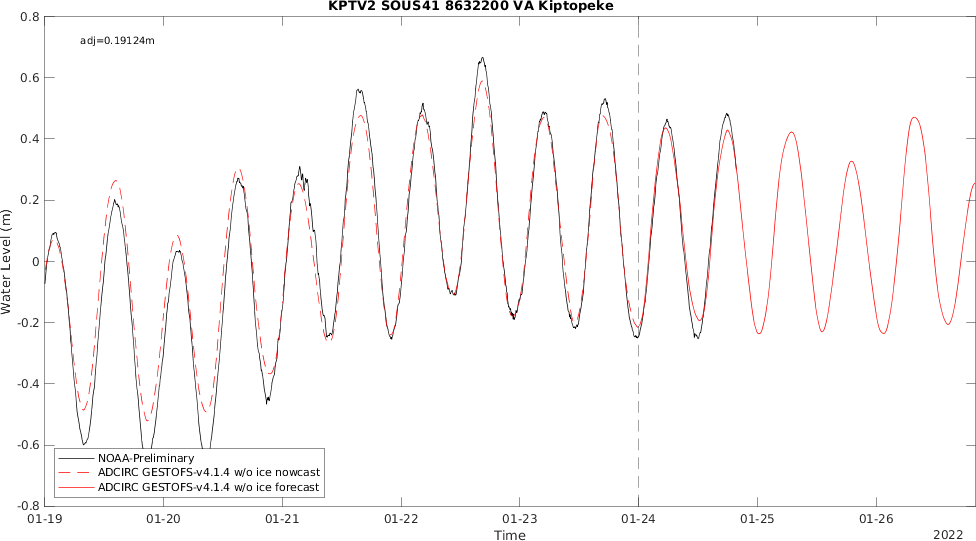 KPTV2 SOUS41 8632200 VA Kiptopeke
adj=0.19124m
0.8
0.6
0.4
0.2
0
-0.2
-0.4
-0.6
-0.8
Water Level (m)
NOAA-Preliminary
ADCIRC GESTOFS-v4.1.4 w/o ice nowcast
ADCIRC GESTOFS-v4.1.4 w/o ice forecast
01-19 01-20 01-21 01-22 01-23 01-24 01-25 01-26
Time
2022